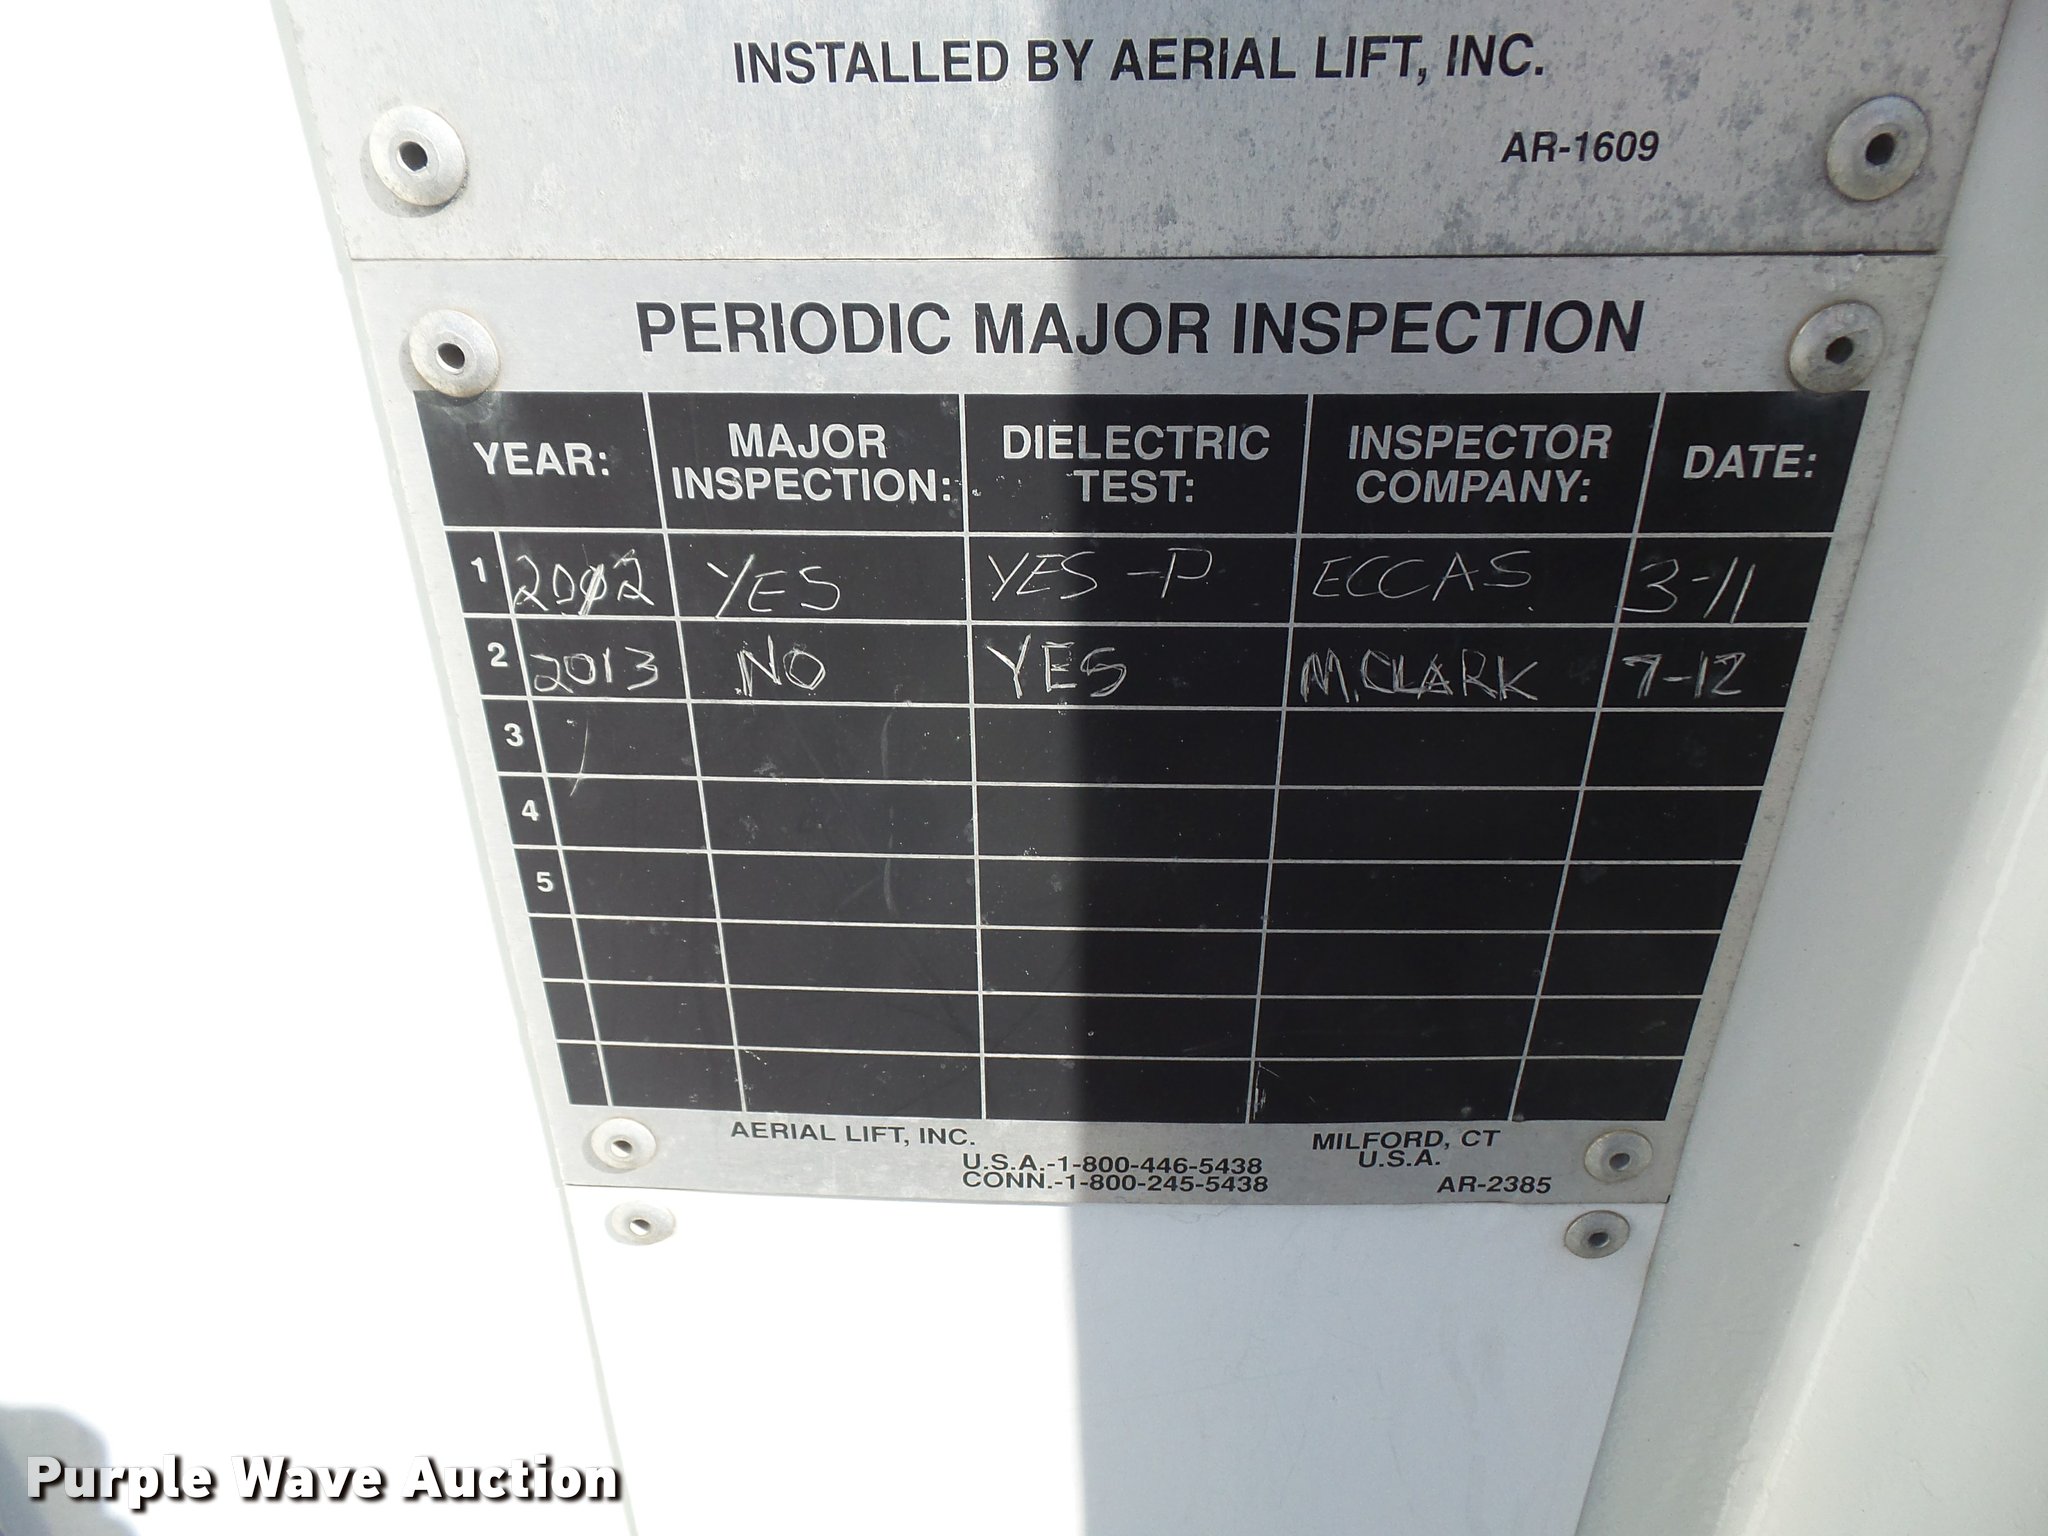 INSTALLED BY AERIAL LIFT, INC.
AR-1609
PERIODIC MAJOR INSPECTION
YEAR: MAJOR INSPECTION: DIELECTRIC TEST: INSPECTOR COMPANY: DATE:
1 2012 YES YES-P ECCAS 3-11
2 2013 NO YES M.CLARK 7-12
3
4
5
AERIAL LIFT, INC. MILFORD, CT
U.S.A.-1-800-446-5438 U.S.A.
CONN.-1-800-245-5438 AR-2385
Purple Wave Auction